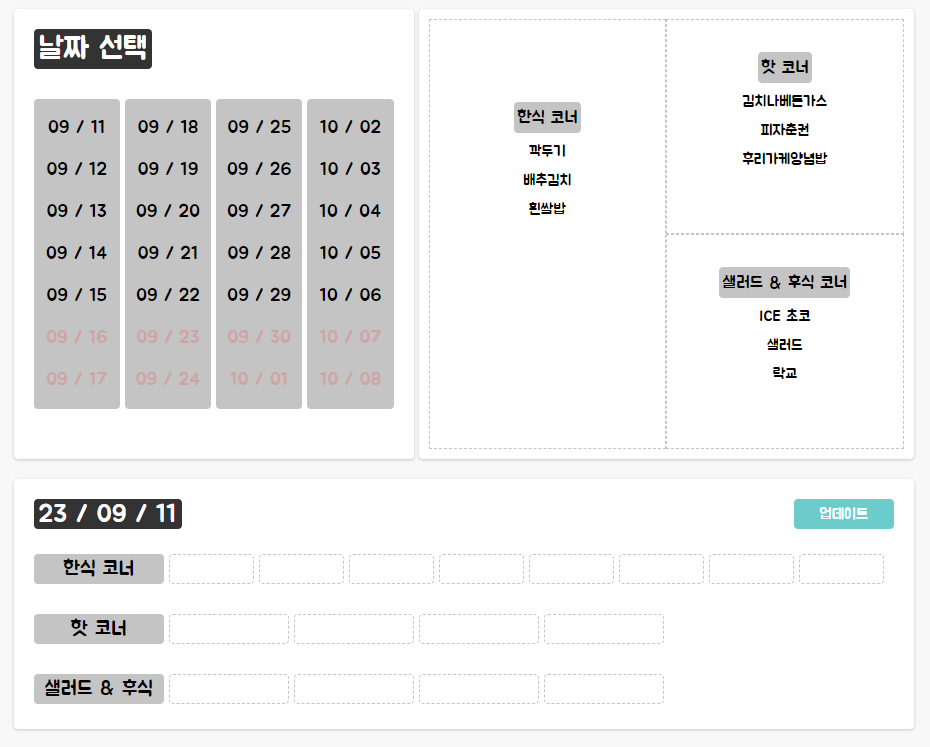 날짜 선택
09 / 11 09 / 18 09 / 25 10 / 02
09 / 12 09 / 19 09 / 26 10 / 03
09 / 13 09 / 20 09 / 27 10 / 04
09 / 14 09 / 21 09 / 28 10 / 05
09 / 15 09 / 22 09 / 29 10 / 06
09 / 16 09 / 23 09 / 30 10 / 07
09 / 17 09 / 24 10 / 01 10 / 08
한식 코너
깍두기
배추김치
흰쌀밥
핫 코너
김치나베돈가스
피자춘권
후리가케양념밥
샐러드 & 후식 코너
ICE 초코
샐러드
락교
23 / 09 / 11
업데이트
한식 코너
핫 코너
샐러드 & 후식